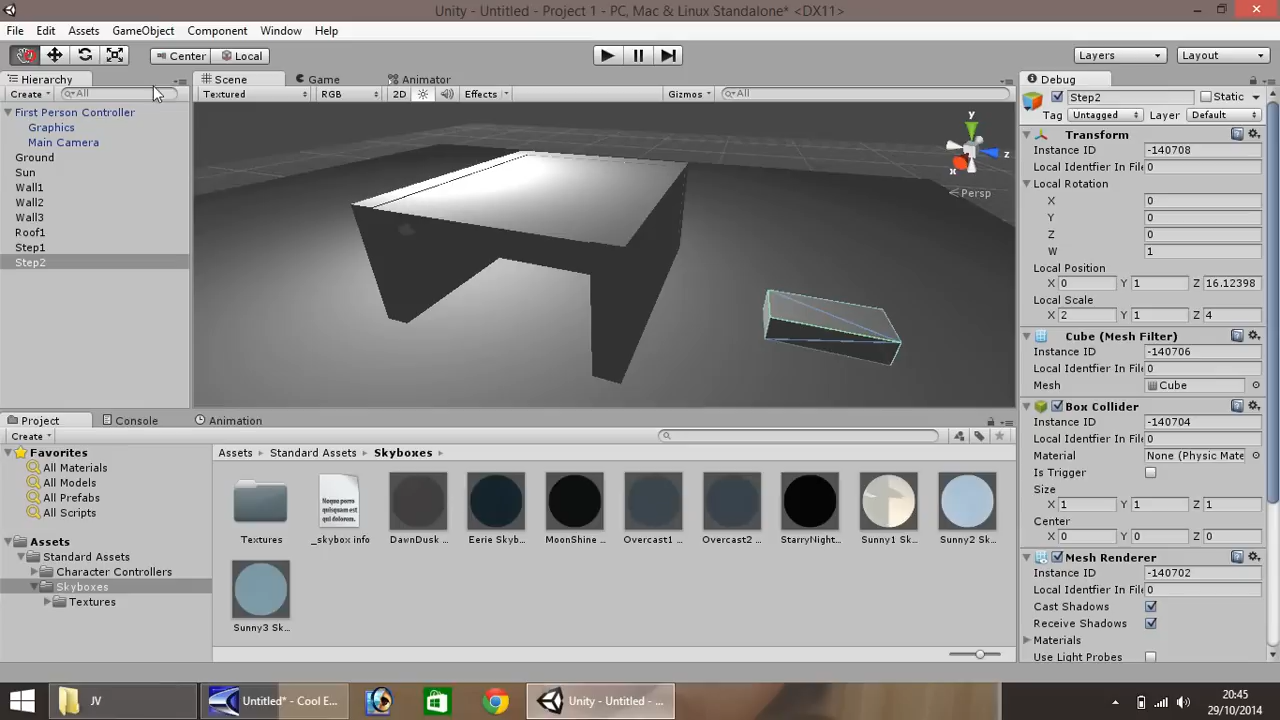 Unity - Untitled - Project 1 - PC, Mac & Linux Standalone* <DX11>
File Edit Assets GameObject Component Window Help
Center Local Layers Layout
Hierarchy Scene Game Animator Debug
Create All Textured RGB 2D Effects Gizmos All Step2 Static
Tag Untagged Layer Default
First Person Controller
Graphics
Main Camera
Ground
Sun
Wall1
Wall2
Wall3
Roof1
Step1
Step2
y
z
x
Persp
Transform
Instance ID -140708
Local Identfier In File 0
Local Rotation
X 0
Y 0
Z 0
W 1
Local Position
X 0 Y 1 Z 16.12398
Local Scale
X 2 Y 1 Z 4
Cube (Mesh Filter)
Instance ID -140706
Local Identfier In File 0
Mesh Cube
Box Collider
Instance ID -140704
Local Identfier In File 0
Material None (Physic Mate
Is Trigger
Size
X 1 Y 1 Z 1
Center
X 0 Y 0 Z 0
Mesh Renderer
Instance ID -140702
Local Identfier In File 0
Cast Shadows
Receive Shadows
Materials
Use Light Probes
Project Console Animation
Create
Favorites
All Materials
All Models
All Prefabs
All Scripts
Assets
Standard Assets
Character Controllers
Skyboxes
Textures
Assets Standard Assets Skyboxes
Neque porro
quisquam est
qui dolorem.
Textures _skybox info DawnDusk ... Eerie Skyb... MoonShine ... Overcast1 ... Overcast2 ... StarryNight... Sunny1 Sk... Sunny2 Sk...
Sunny3 Sk...
JV Untitled* - Cool E... Unity - Untitled - ...
20:45
29/10/2014